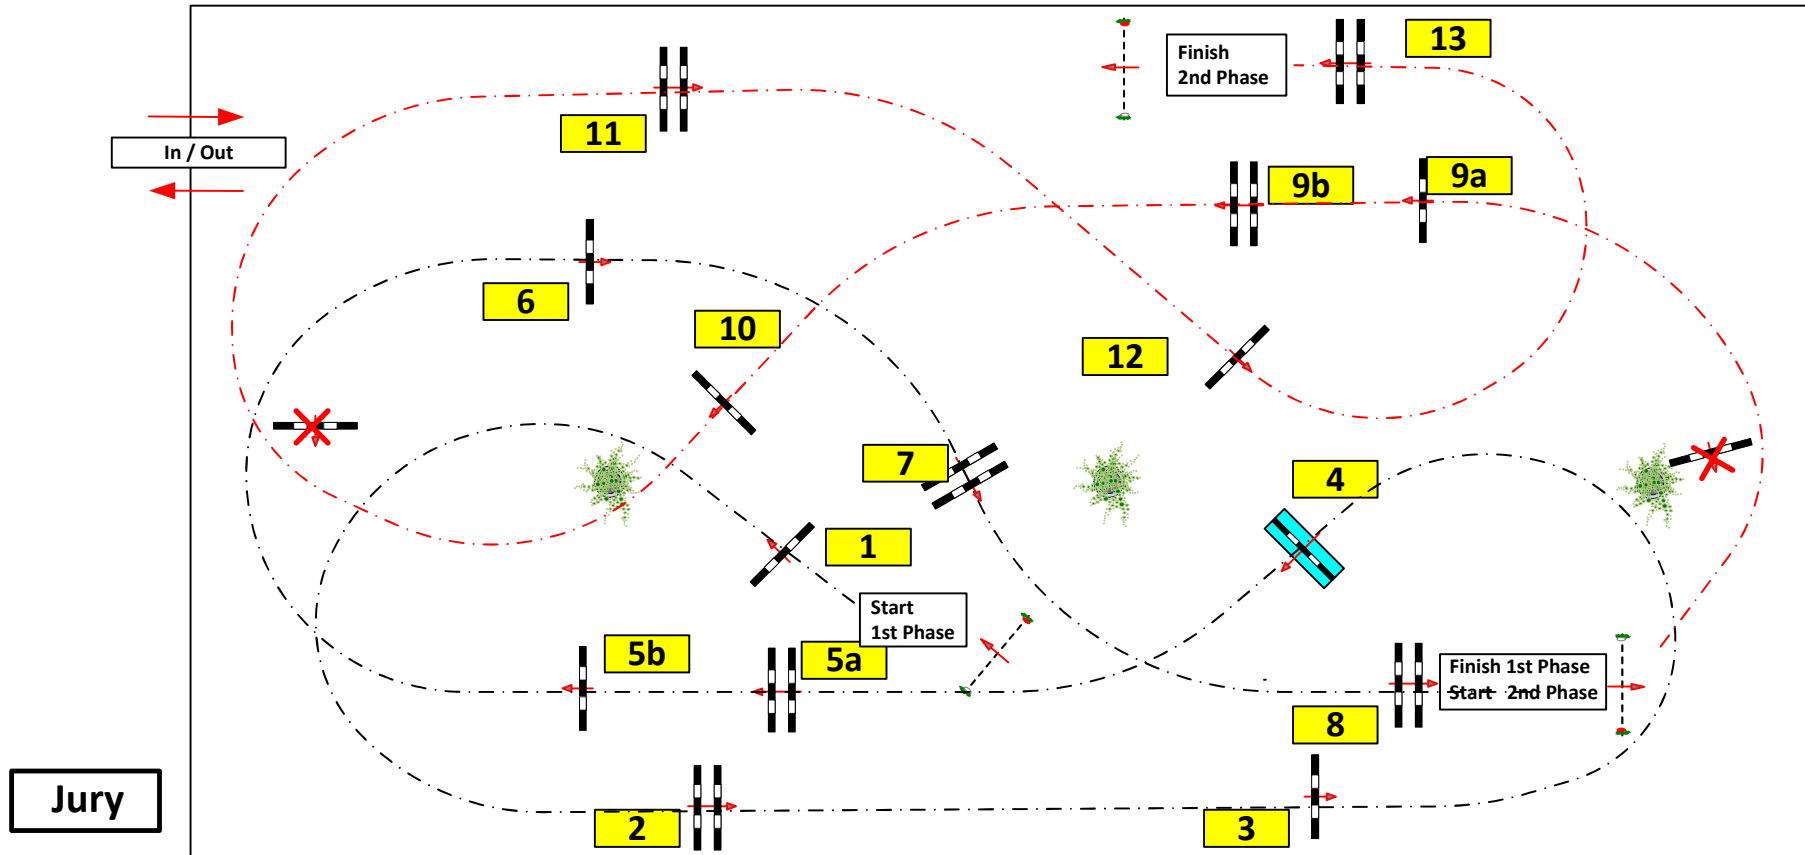 Finish
2nd Phase
13
11
In / Out
9b
9a
6
10
12
7
4
1
Start
1st Phase
5b
5a
Finish 1st Phase
Start 2nd Phase
8
Jury
2
3